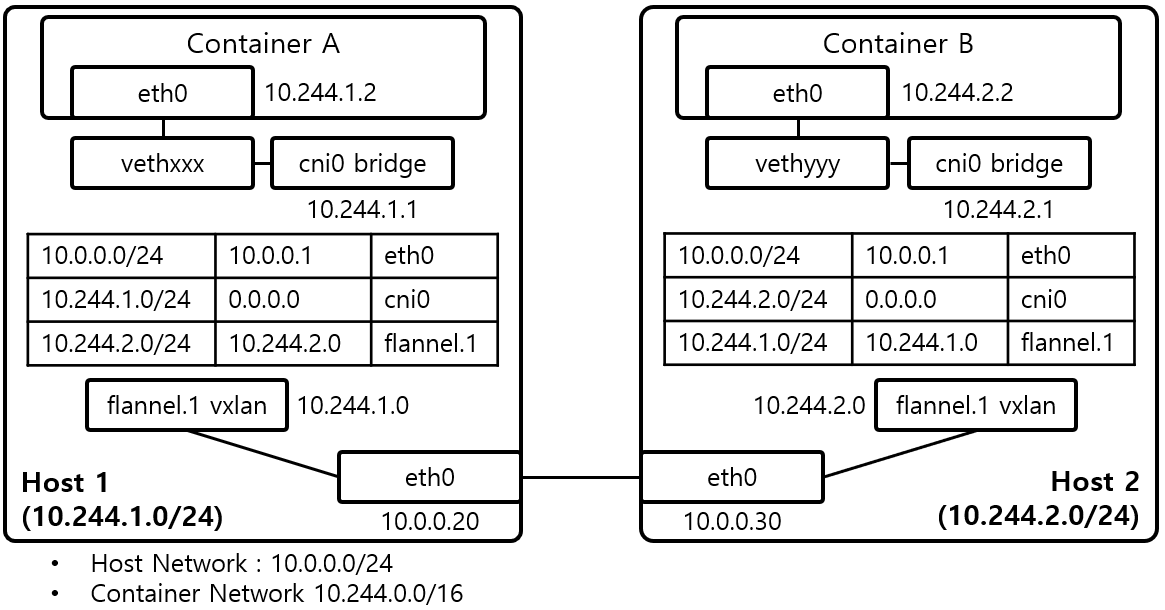 Container A
eth0
10.244.1.2
vethxxx
cni0 bridge
10.244.1.1
10.0.0.0/24 10.0.0.1 eth0
10.244.1.0/24 0.0.0.0 cni0
10.244.2.0/24 10.244.2.0 flannel.1
flannel.1 vxlan
10.244.1.0
Host 1
(10.244.1.0/24)
eth0
10.0.0.20
Container B
eth0
10.244.2.2
vethyyy
cni0 bridge
10.244.2.1
10.0.0.0/24 10.0.0.1 eth0
10.244.2.0/24 0.0.0.0 cni0
10.244.1.0/24 10.244.1.0 flannel.1
10.244.2.0
flannel.1 vxlan
eth0
10.0.0.30
Host 2
(10.244.2.0/24)
• Host Network : 10.0.0.0/24
• Container Network 10.244.0.0/16